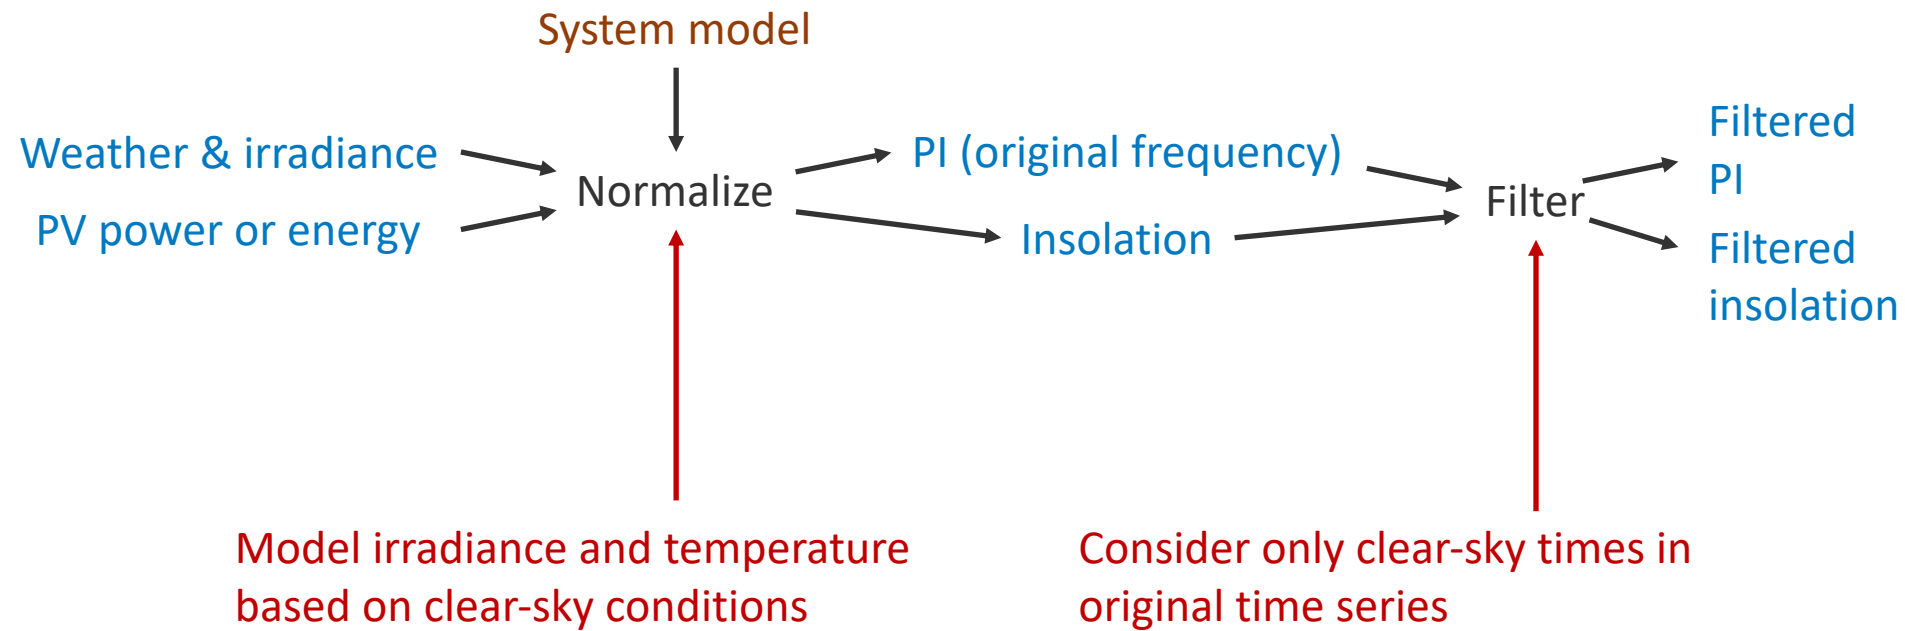 System model
Weather & irradiance
PV power or energy
Normalize
PI (original frequency)
Insolation
Filter
Filtered
PI
Filtered
insolation
Model irradiance and temperature
based on clear-sky conditions
Consider only clear-sky times in
original time series